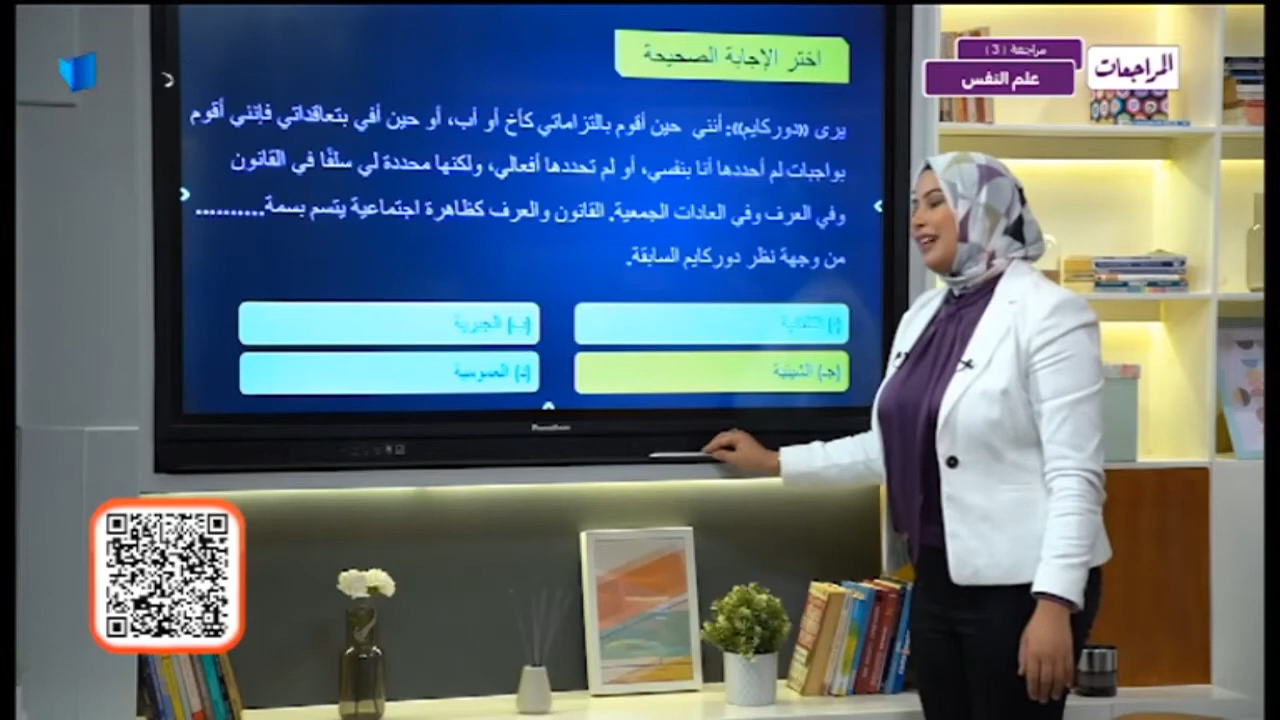 اختر الإجابة الصحيحة
يرى «دوركايم»: أنني حين أقوم بالتزاماتي كأخ أو أب، أو حين أفي بتعاقداتي فإنني أقوم
بواجبات لم أحددها أنا بنفسي، أو لم تحددها أفعالي، ولكنها محددة لي سلفًا في القانون
وفي العرف وفي العادات الجمعية. القانون والعرف كظاهرة اجتماعية يتسم بسمة..........
من وجهة نظر دوركايم السابقة.
(أ) التلقائية
(ب) الجبرية
(جـ) الشيئية
(د) العمومية
المراجعات
مراجعة (3)
علم النفس
Promethean